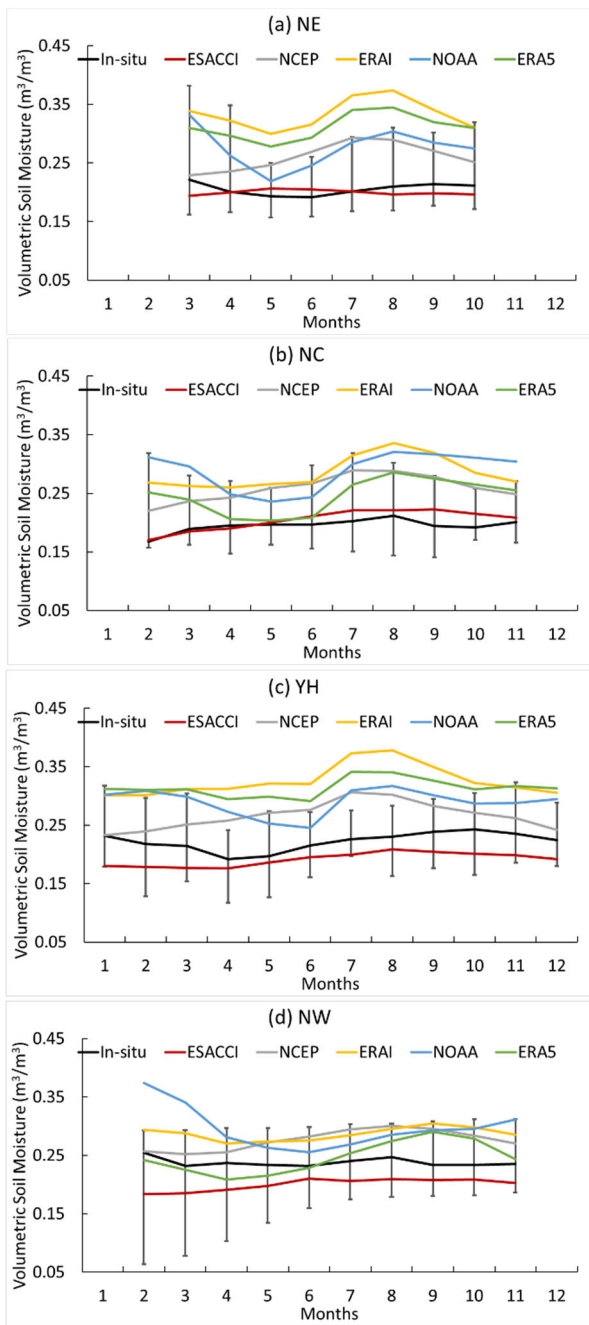 (a) NE
In-situ ESACCI NCEP ERAI NOAA ERA5
Volumetric Soil Moisture (m³/m³)
0.45
0.35
0.25
0.15
0.05
1 2 3 4 5 6 7 8 9 10 11 12
Months
(b) NC
In-situ ESACCI NCEP ERAI NOAA ERA5
Volumetric Soil Moisture (m³/m³)
0.45
0.35
0.25
0.15
0.05
1 2 3 4 5 6 7 8 9 10 11 12
Months
(c) YH
In-situ ESACCI NCEP ERAI NOAA ERA5
Volumetric Soil Moisture (m³/m³)
0.45
0.35
0.25
0.15
0.05
1 2 3 4 5 6 7 8 9 10 11 12
Months
(d) NW
In-situ ESACCI NCEP ERAI NOAA ERA5
Volumetric Soil Moisture (m³/m³)
0.45
0.35
0.25
0.15
0.05
1 2 3 4 5 6 7 8 9 10 11 12
Months